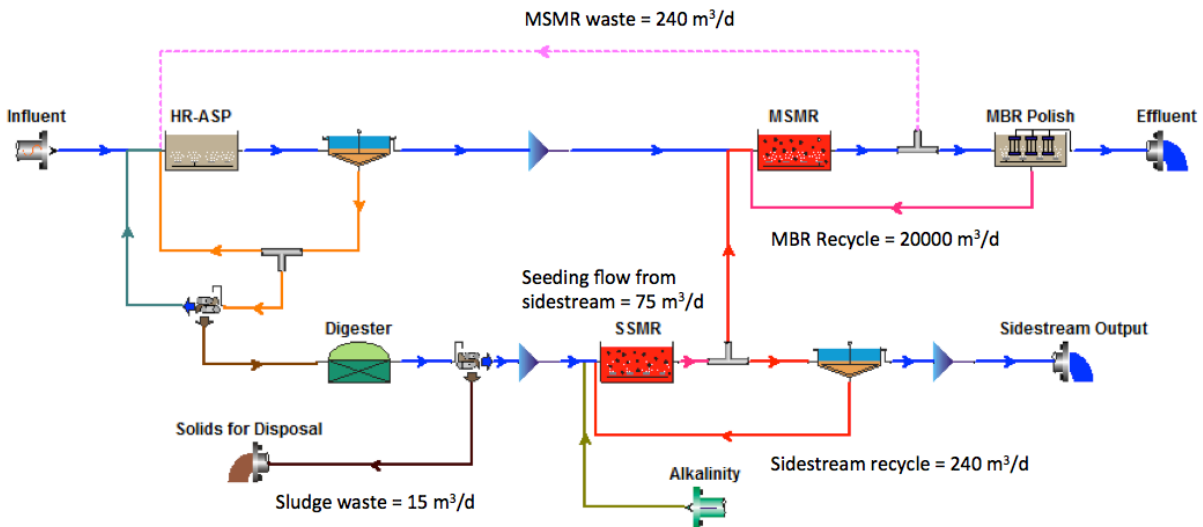 MSMR waste = 240 m³/d
Influent
HR-ASP
MSMR
MBR Polish
Effluent
MBR Recycle = 20000 m³/d
Seeding flow from
sidestream = 75 m³/d
Digester
SSMR
Sidestream Output
Solids for Disposal
Sludge waste = 15 m³/d
Alkalinity
Sidestream recycle = 240 m³/d